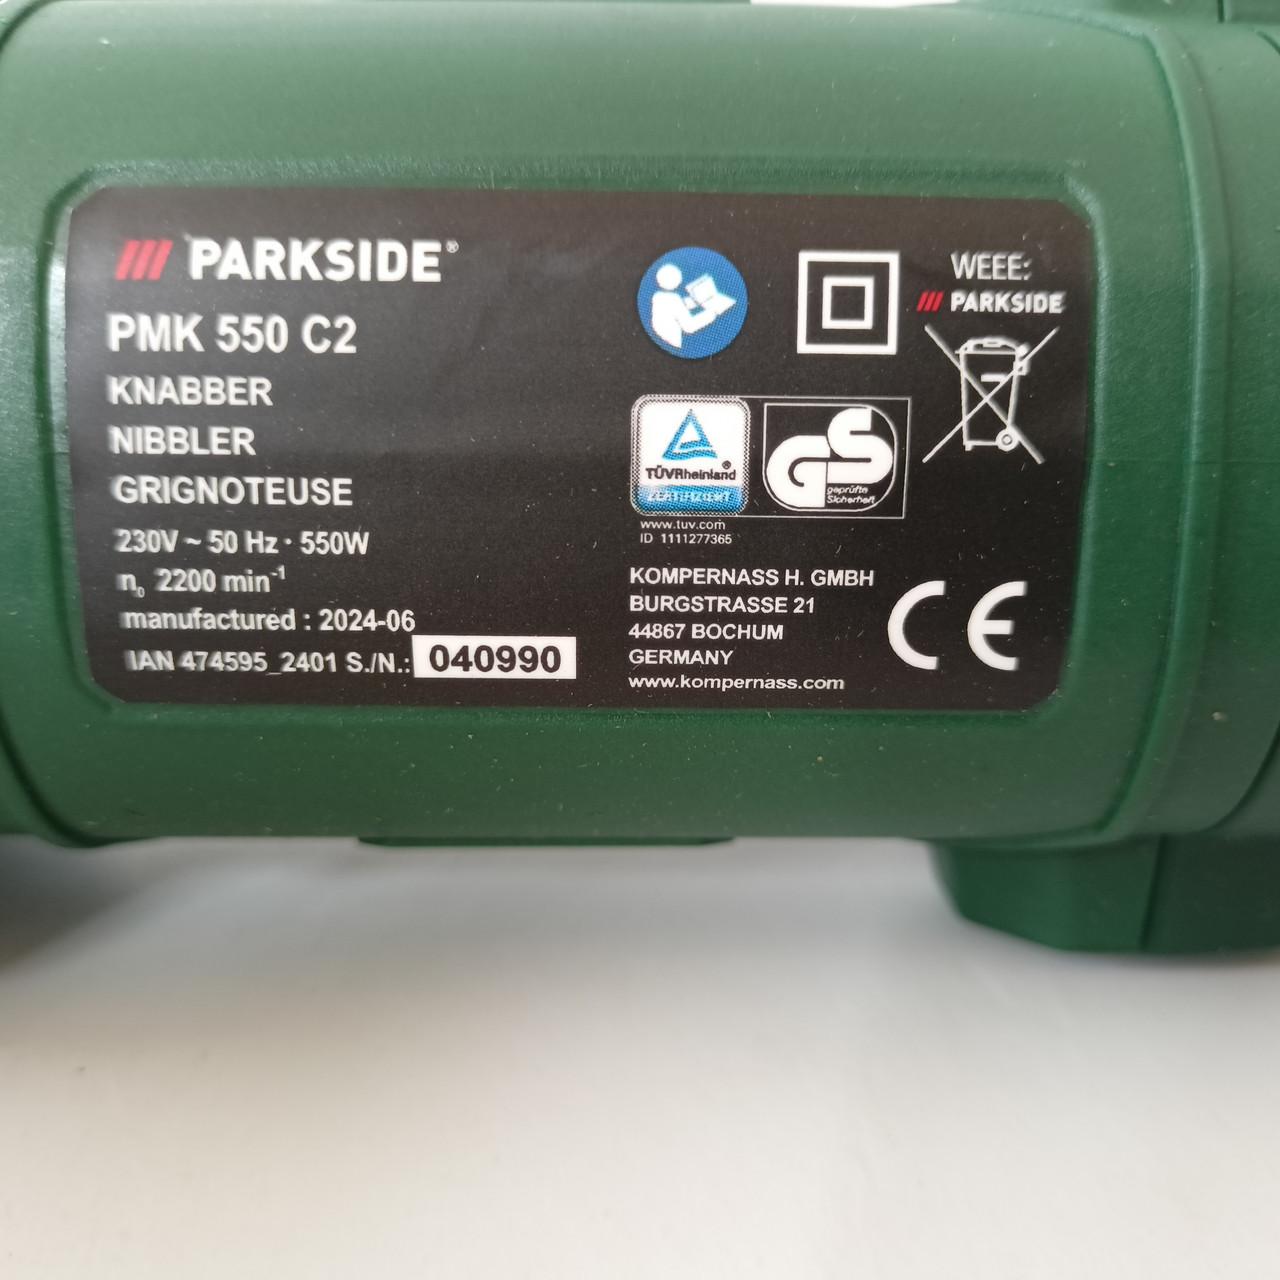 PARKSIDE®
PMK 550 C2
KNABBER
NIBBLER
GRIGNOTEUSE
230V ~ 50 Hz · 550W
n₀ 2200 min⁻¹
manufactured : 2024-06
IAN 474595_2401 S./N.: 040990
WEEE:
PARKSIDE
TÜVRheinland®
ZERTIFIZIERT
GS
geprüfte
Sicherheit
www.tuv.com
ID 1111277365
KOMPERNASS H. GMBH
BURGSTRASSE 21
44867 BOCHUM
GERMANY
www.kompernass.com
CE